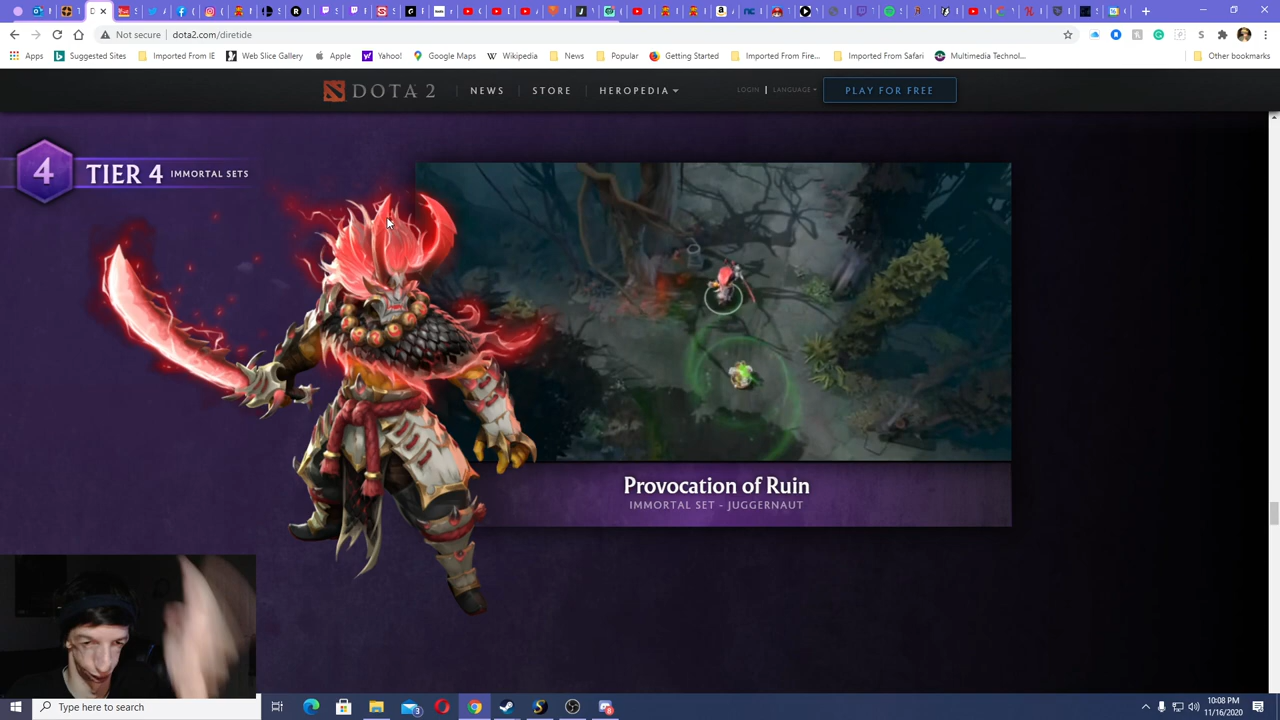 Not secure
dota2.com/diretide
Apps
Suggested Sites
Imported From IE
Web Slice Gallery
Apple
Yahoo!
Google Maps
Wikipedia
News
Popular
Getting Started
Imported From Fire...
Imported From Safari
Multimedia Technol...
Other bookmarks
DOTA 2
NEWS
STORE
HEROPEDIA
LOGIN
LANGUAGE
PLAY FOR FREE
4
TIER 4 IMMORTAL SETS
Provocation of Ruin
IMMORTAL SET - JUGGERNAUT
Type here to search
10:08 PM
11/16/2020